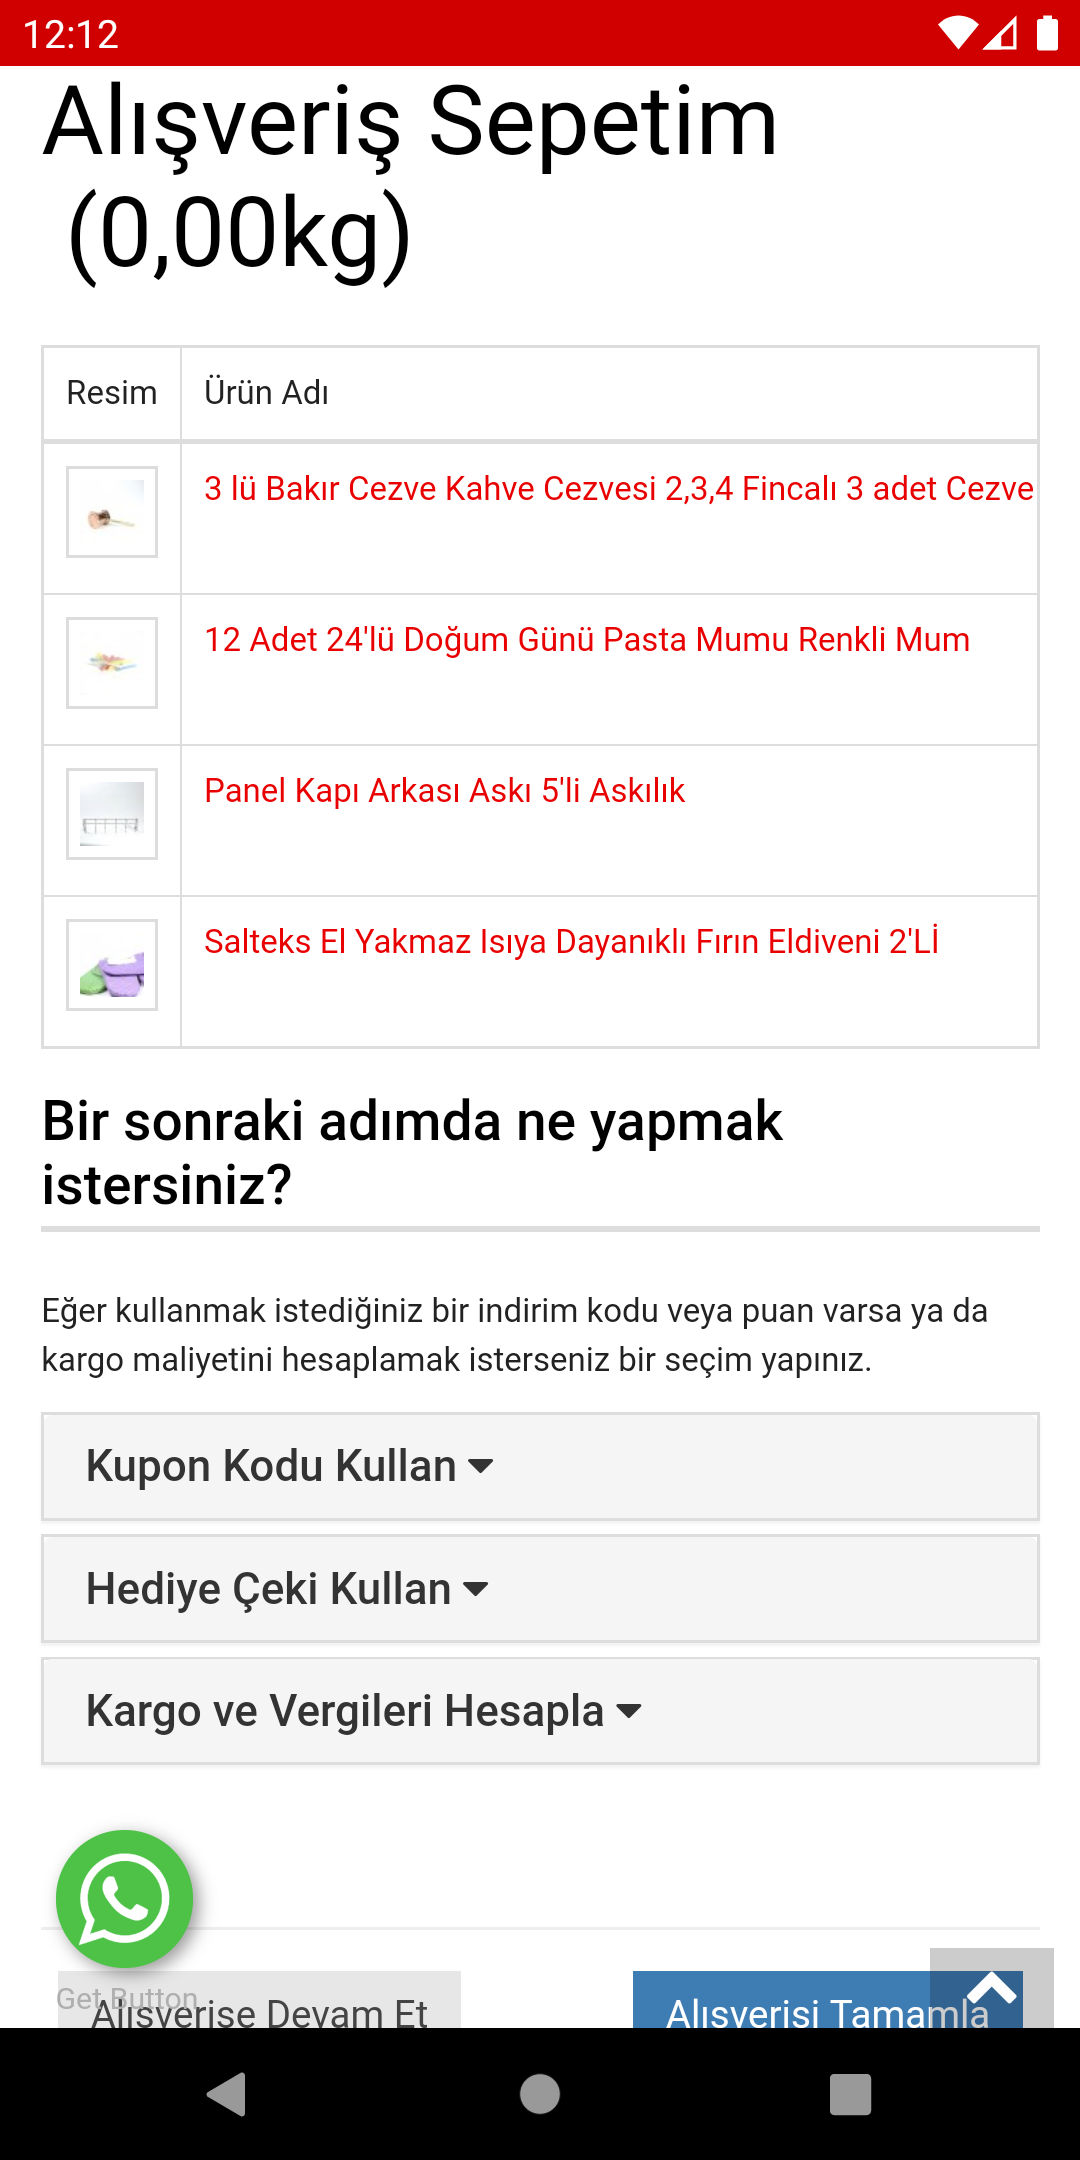 12:12
Alışveriş Sepetim
(0,00kg)
Resim Ürün Adı
3 lü Bakır Cezve Kahve Cezvesi 2,3,4 Fincalı 3 adet Cezve
12 Adet 24'lü Doğum Günü Pasta Mumu Renkli Mum
Panel Kapı Arkası Askı 5'li Askılık
Salteks El Yakmaz Isıya Dayanıklı Fırın Eldiveni 2'Lİ
Bir sonraki adımda ne yapmak
istersiniz?
Eğer kullanmak istediğiniz bir indirim kodu veya puan varsa ya da
kargo maliyetini hesaplamak isterseniz bir seçim yapınız.
Kupon Kodu Kullan
Hediye Çeki Kullan
Kargo ve Vergileri Hesapla
Get Button
Alışverişe Devam Et Alışverişi Tamamla